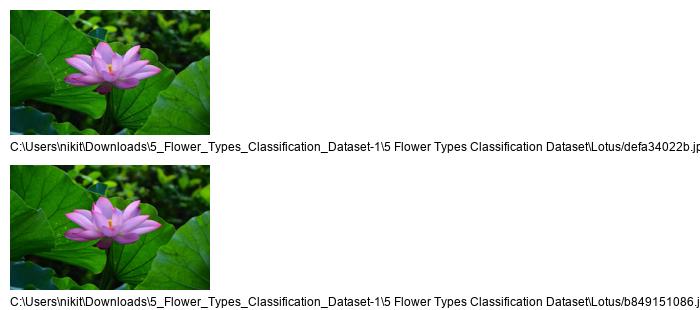 C:\Users\nikit\Downloads\5_Flower_Types_Classification_Dataset-1\5 Flower Types Classification Dataset\Lotus/defa34022b.jp
C:\Users\nikit\Downloads\5_Flower_Types_Classification_Dataset-1\5 Flower Types Classification Dataset\Lotus/b849151086.j